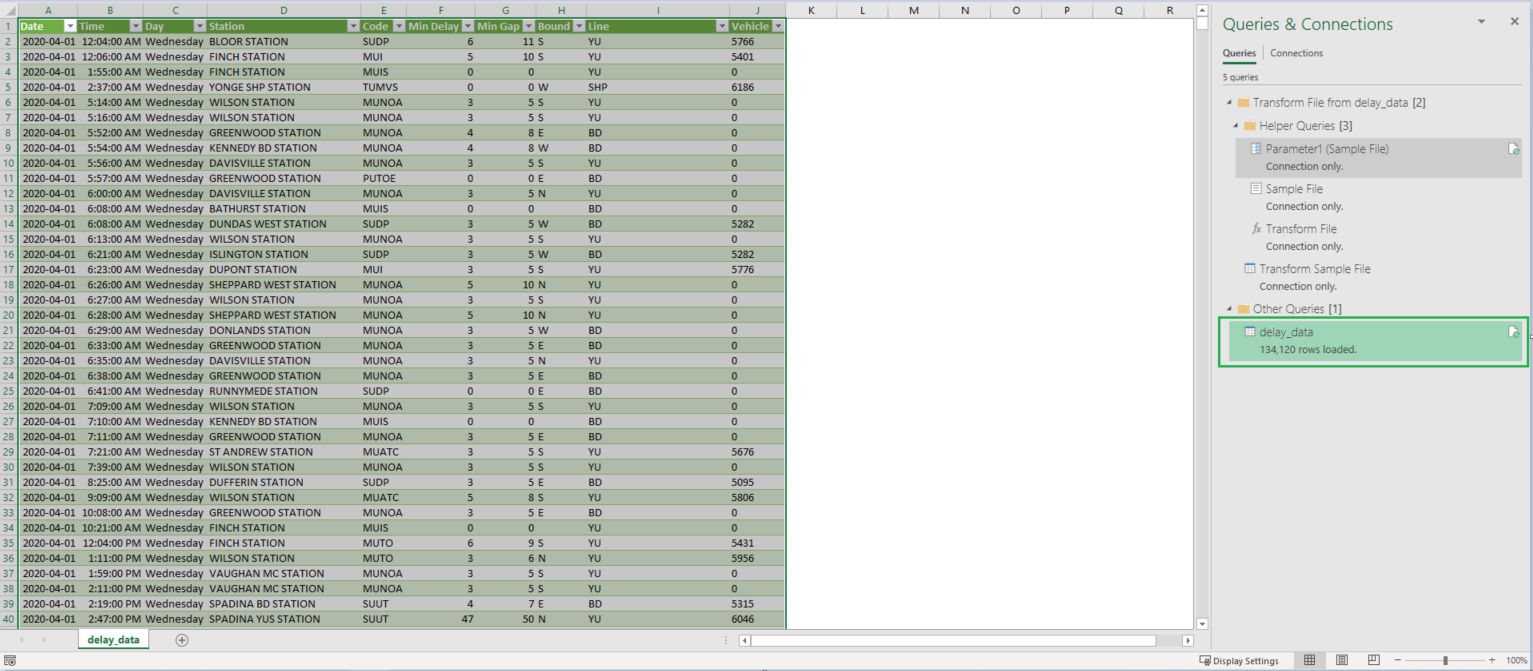 A B C D E F G H I J K L M N O P Q R
1 Date Time Day Station Code Min Delay Min Gap Bound Line Vehicle
2 2020-04-01 12:04:00 AM Wednesday BLOOR STATION SUDP 6 11 S YU 5766
3 2020-04-01 12:06:00 AM Wednesday FINCH STATION MUI 5 10 S YU 5401
4 2020-04-01 1:55:00 AM Wednesday FINCH STATION MUIS 0 0 YU 0
5 2020-04-01 2:37:00 AM Wednesday YONGE SHP STATION TUMVS 0 0 W SHP 6186
6 2020-04-01 5:14:00 AM Wednesday WILSON STATION MUNOA 3 5 S YU 0
7 2020-04-01 5:16:00 AM Wednesday WILSON STATION MUNOA 3 5 S YU 0
8 2020-04-01 5:52:00 AM Wednesday GREENWOOD STATION MUNOA 4 8 E BD 0
9 2020-04-01 5:54:00 AM Wednesday KENNEDY BD STATION MUNOA 4 8 W BD 0
10 2020-04-01 5:56:00 AM Wednesday DAVISVILLE STATION MUNOA 3 5 S YU 0
11 2020-04-01 5:57:00 AM Wednesday GREENWOOD STATION PUTOE 0 0 E BD 0
12 2020-04-01 6:00:00 AM Wednesday DAVISVILLE STATION MUNOA 3 5 N YU 0
13 2020-04-01 6:08:00 AM Wednesday BATHURST STATION MUIS 0 0 BD 0
14 2020-04-01 6:08:00 AM Wednesday DUNDAS WEST STATION SUDP 3 5 W BD 5282
15 2020-04-01 6:13:00 AM Wednesday WILSON STATION MUNOA 3 5 S YU 0
16 2020-04-01 6:21:00 AM Wednesday ISLINGTON STATION SUDP 3 5 W BD 5282
17 2020-04-01 6:23:00 AM Wednesday DUPONT STATION MUI 3 5 S YU 5776
18 2020-04-01 6:26:00 AM Wednesday SHEPPARD WEST STATION MUNOA 5 10 N YU 0
19 2020-04-01 6:27:00 AM Wednesday WILSON STATION MUNOA 3 5 S YU 0
20 2020-04-01 6:28:00 AM Wednesday SHEPPARD WEST STATION MUNOA 5 10 N YU 0
21 2020-04-01 6:29:00 AM Wednesday DONLANDS STATION MUNOA 3 5 W BD 0
22 2020-04-01 6:33:00 AM Wednesday GREENWOOD STATION MUNOA 3 5 E BD 0
23 2020-04-01 6:35:00 AM Wednesday DAVISVILLE STATION MUNOA 3 5 N YU 0
24 2020-04-01 6:38:00 AM Wednesday GREENWOOD STATION MUNOA 3 5 E BD 0
25 2020-04-01 6:41:00 AM Wednesday RUNNYMEDE STATION SUDP 0 0 E BD 0
26 2020-04-01 7:09:00 AM Wednesday WILSON STATION MUNOA 3 5 S YU 0
27 2020-04-01 7:10:00 AM Wednesday KENNEDY BD STATION MUIS 0 0 BD 0
28 2020-04-01 7:11:00 AM Wednesday GREENWOOD STATION MUNOA 3 5 E BD 0
29 2020-04-01 7:21:00 AM Wednesday ST ANDREW STATION MUATC 3 5 S YU 5676
30 2020-04-01 7:39:00 AM Wednesday WILSON STATION MUNOA 3 5 S YU 0
31 2020-04-01 8:25:00 AM Wednesday DUFFERIN STATION SUDP 3 5 E BD 5095
32 2020-04-01 9:09:00 AM Wednesday WILSON STATION MUATC 5 8 S YU 5806
33 2020-04-01 10:08:00 AM Wednesday GREENWOOD STATION MUNOA 3 5 E BD 0
34 2020-04-01 10:21:00 AM Wednesday FINCH STATION MUIS 0 0 YU 0
35 2020-04-01 12:04:00 PM Wednesday FINCH STATION MUTO 6 9 S YU 5431
36 2020-04-01 1:11:00 PM Wednesday WILSON STATION MUTO 3 6 N YU 5956
37 2020-04-01 1:59:00 PM Wednesday VAUGHAN MC STATION MUNOA 3 5 S YU 0
38 2020-04-01 2:11:00 PM Wednesday VAUGHAN MC STATION MUNOA 3 5 S YU 0
39 2020-04-01 2:19:00 PM Wednesday SPADINA BD STATION SUUT 4 7 E BD 5315
40 2020-04-01 2:47:00 PM Wednesday SPADINA YUS STATION SUUT 47 50 N YU 6046
delay_data
Queries & Connections
Queries Connections
5 queries
Transform File from delay_data [2]
Helper Queries [3]
Parameter1 (Sample File)
Connection only.
Sample File
Connection only.
fx Transform File
Connection only.
Transform Sample File
Connection only.
Other Queries [1]
delay_data
134,120 rows loaded.
Display Settings
100%